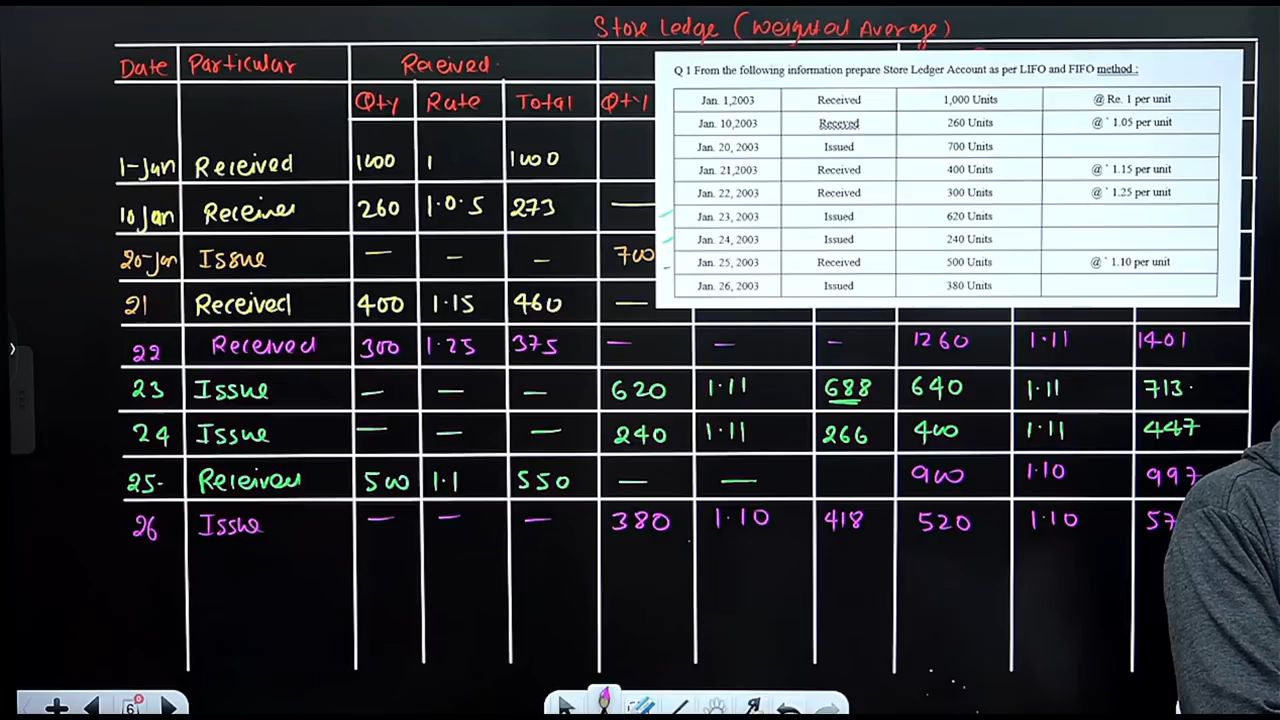 Store Ledge (Weighted Average)
Date Particular Received
Qty Rate Total Qty
1-Jan Received 1000 1 1000
10 Jan Receives 260 1.0.5 273 —
20-Jan Issue — — — 700
21 Received 400 1.15 460 —
Q 1 From the following information prepare Store Ledger Account as per LIFO and FIFO method :
Jan. 1,2003 Received 1,000 Units @ Re. 1 per unit
Jan. 10,2003 Receved 260 Units @ ` 1.05 per unit
Jan. 20, 2003 Issued 700 Units
Jan. 21,2003 Received 400 Units @ ` 1.15 per unit
Jan. 22, 2003 Received 300 Units @ ` 1.25 per unit
Jan. 23, 2003 Issued 620 Units
Jan. 24, 2003 Issued 240 Units
Jan. 25, 2003 Received 500 Units @ ` 1.10 per unit
Jan. 26, 2003 Issued 380 Units
22 Received 300 1.25 375 — — — 1260 1.11 1401
23 Issue — — — 620 1.11 688 640 1.11 713.
24 Issue — — — 240 1.11 266 400 1.11 447
25- Received 500 1.1 550 — — 900 1.10 997
26 Issue — — — 380 1.10 418 520 1.10 57
6